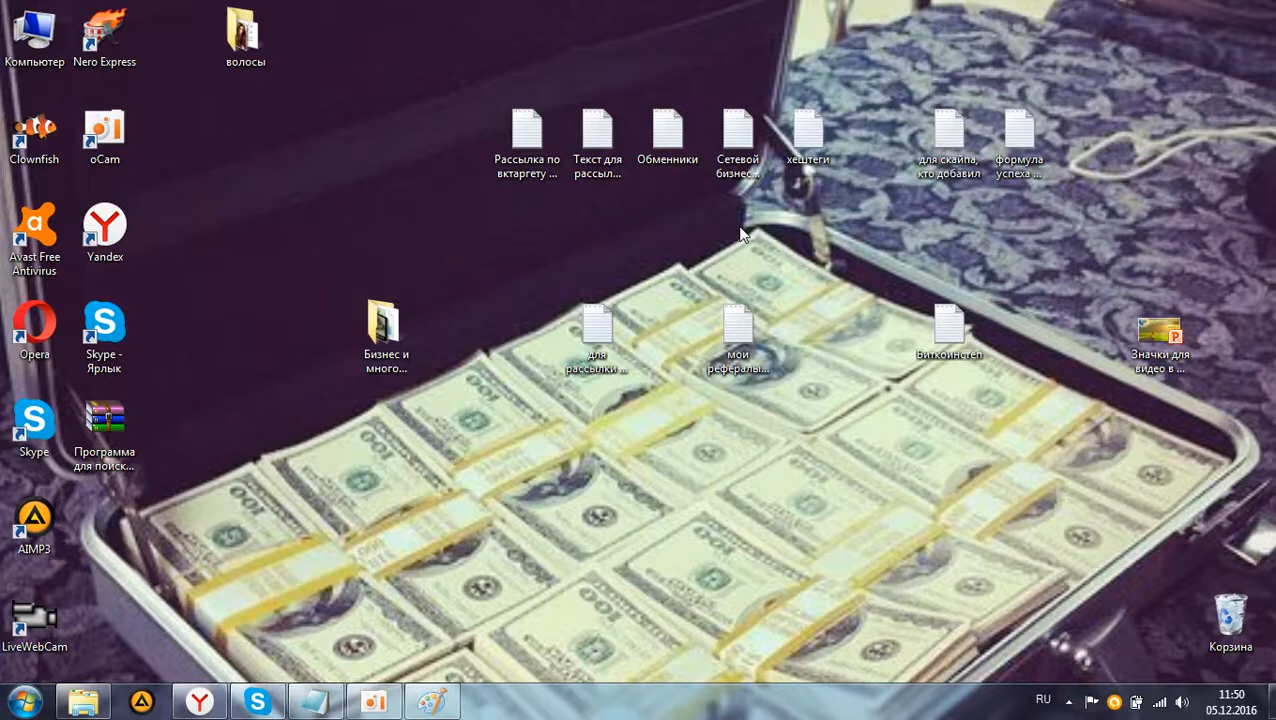 Компьютер
Nero Express
волосы
Clownfish
oCam
Рассылка по
вктаргету ...
Текст для
рассыл...
Обменники
Сетевой
бизнес...
хештеги
для скайпа,
кто добавил
формула
успеха ...
Avast Free
Antivirus
Yandex
Opera
Skype -
Ярлык
Бизнес и
много...
для
рассылки ...
мои
рефералы...
Биткоинстеп
Значки для
видео в ...
Skype
Программа
для поиск...
AIMP3
LiveWebCam
Корзина
RU
11:50
05.12.2016